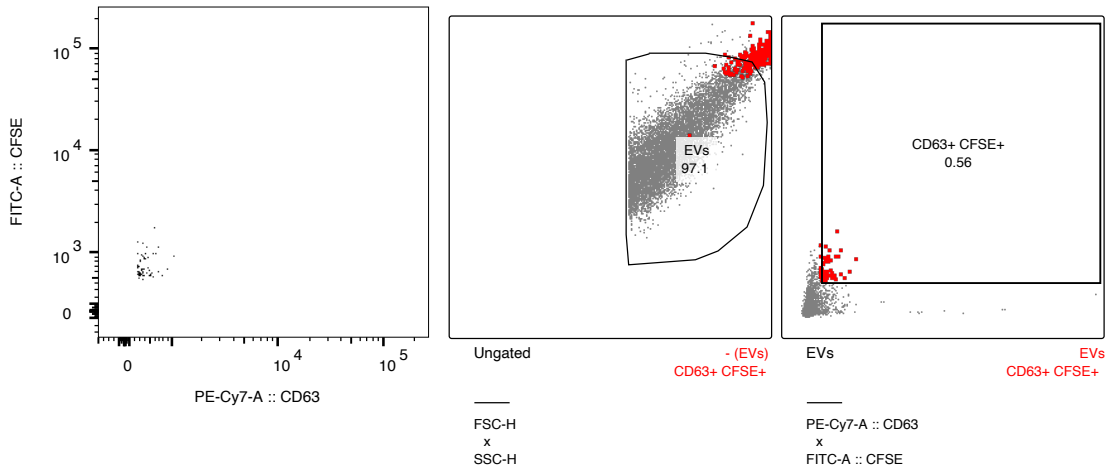 10^5
10^4
10^3
0
FITC-A :: CFSE
0
10^4
10^5
PE-Cy7-A :: CD63
EVs
97.1
Ungated
- (EVs)
CD63+ CFSE+
FSC-H
x
SSC-H
CD63+ CFSE+
0.56
EVs
EVs
CD63+ CFSE+
PE-Cy7-A :: CD63
x
FITC-A :: CFSE